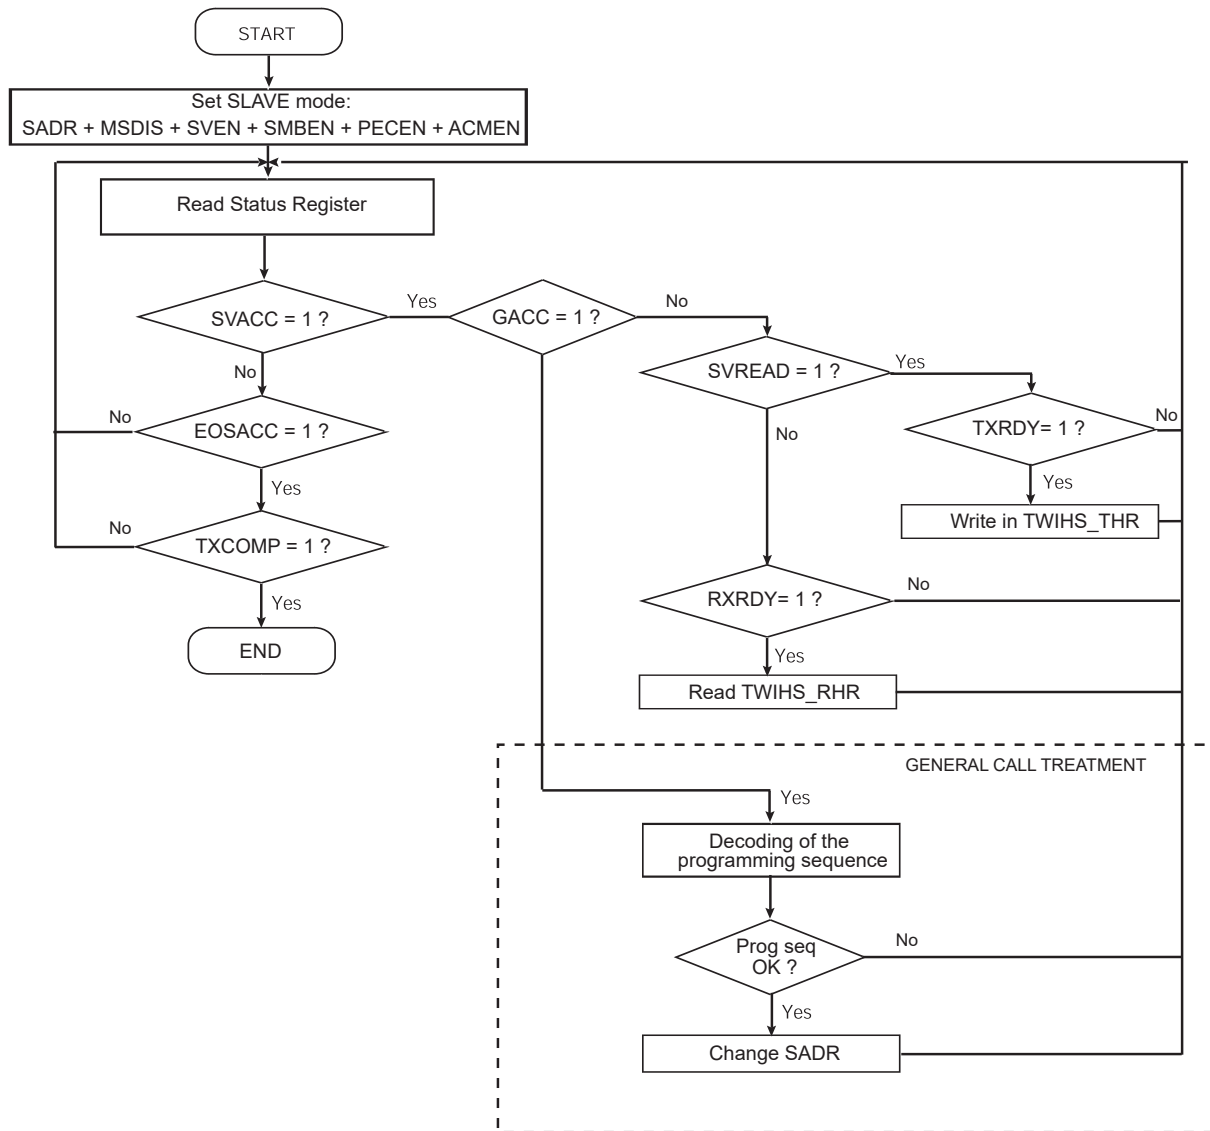 START
Set SLAVE mode:
SADR + MSDIS + SVEN + SMBEN + PECEN + ACMEN
Read Status Register
SVACC = 1 ?
Yes
GACC = 1 ?
No
SVREAD = 1 ?
Yes
No
EOSACC = 1 ?
No
TXRDY= 1 ?
No
No
Yes
Yes
Write in TWIHS_THR
TXCOMP = 1 ?
No
Yes
RXRDY= 1 ?
No
END
Yes
Read TWIHS_RHR
GENERAL CALL TREATMENT
Yes
Decoding of the
programming sequence
Prog seq
OK ?
No
Yes
Change SADR